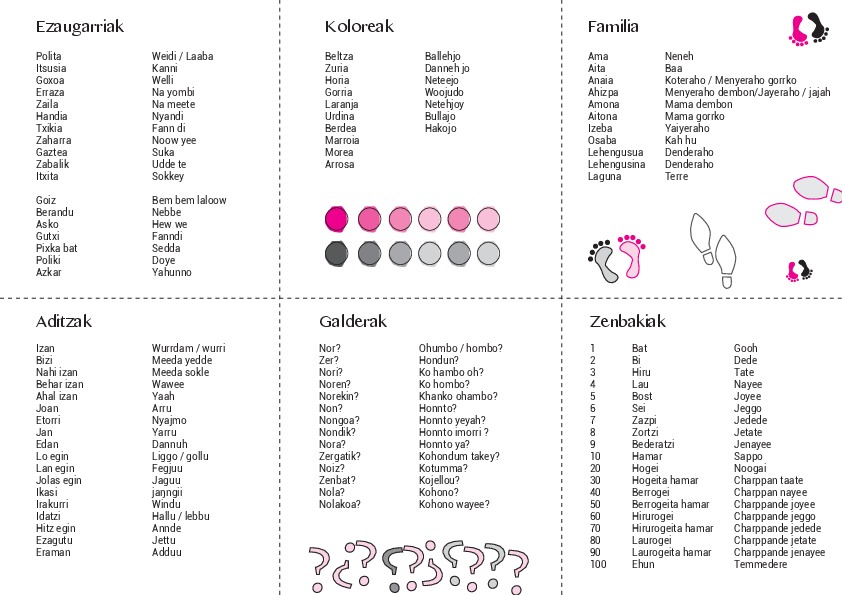 Ezaugarriak
Polita Weidi / Laaba
Itsusia Kanni
Goxoa Welli
Erraza Na yombi
Zaila Na meete
Handia Nyandi
Txikia Fann di
Zaharra Noow yee
Gaztea Suka
Zabalik Udde te
Itxita Sokkey
Goiz Bem bem laloow
Berandu Nebbe
Asko Hew we
Gutxi Fanndi
Pixka bat Sedda
Poliki Doye
Azkar Yahunno
Koloreak
Beltza Ballehjo
Zuria Danneh jo
Horia Neteejo
Gorria Woojudo
Laranja Netehjoy
Urdina Bullajo
Berdea Hakojo
Marroia
Morea
Arrosa
Familia
Ama Neneh
Aita Baa
Anaia Koteraho / Menyeraho gorrko
Ahizpa Menyeraho dembon/Jayeraho / jajah
Amona Mama dembon
Aitona Mama gorrko
Izeba Yaiyeraho
Osaba Kah hu
Lehengusua Denderaho
Lehengusina Denderaho
Laguna Terre
Aditzak
Izan Wurrdam / wurri
Bizi Meeda yedde
Nahi izan Meeda sokle
Behar izan Wawee
Ahal izan Yaah
Joan Arru
Etorri Nyajmo
Jan Yarru
Edan Dannuh
Lo egin Liggo / gollu
Lan egin Fegjuu
Jolas egin Jaguu
Ikasi jaŋngii
Irakurri Windu
Idatzi Hallu / lebbu
Hitz egin Annde
Ezagutu Jettu
Eraman Adduu
Galderak
Nor? Ohumbo / hombo?
Zer? Hondun?
Nori? Ko hambo oh?
Noren? Ko hombo?
Norekin? Khanko ohambo?
Non? Honnto?
Nongoa? Honnto yeyah?
Nondik? Honnto imorri ?
Nora? Honnto ya?
Zergatik? Kohondum takey?
Noiz? Kotumma?
Zenbat? Kojellou?
Nola? Kohono?
Nolakoa? Kohono wayee?
Zenbakiak
1 Bat Gooh
2 Bi Dede
3 Hiru Tate
4 Lau Nayee
5 Bost Joyee
6 Sei Jeggo
7 Zazpi Jedede
8 Zortzi Jetate
9 Bederatzi Jenayee
10 Hamar Sappo
20 Hogei Noogai
30 Hogeita hamar Charppan taate
40 Berrogei Charppan nayee
50 Berrogeita hamar Charppande joyee
60 Hirurogei Charppande jeggo
70 Hirurogeita hamar Charppande jedede
80 Laurogei Charppande jetate
90 Laurogeita hamar Charppande jenayee
100 Ehun Temmedere